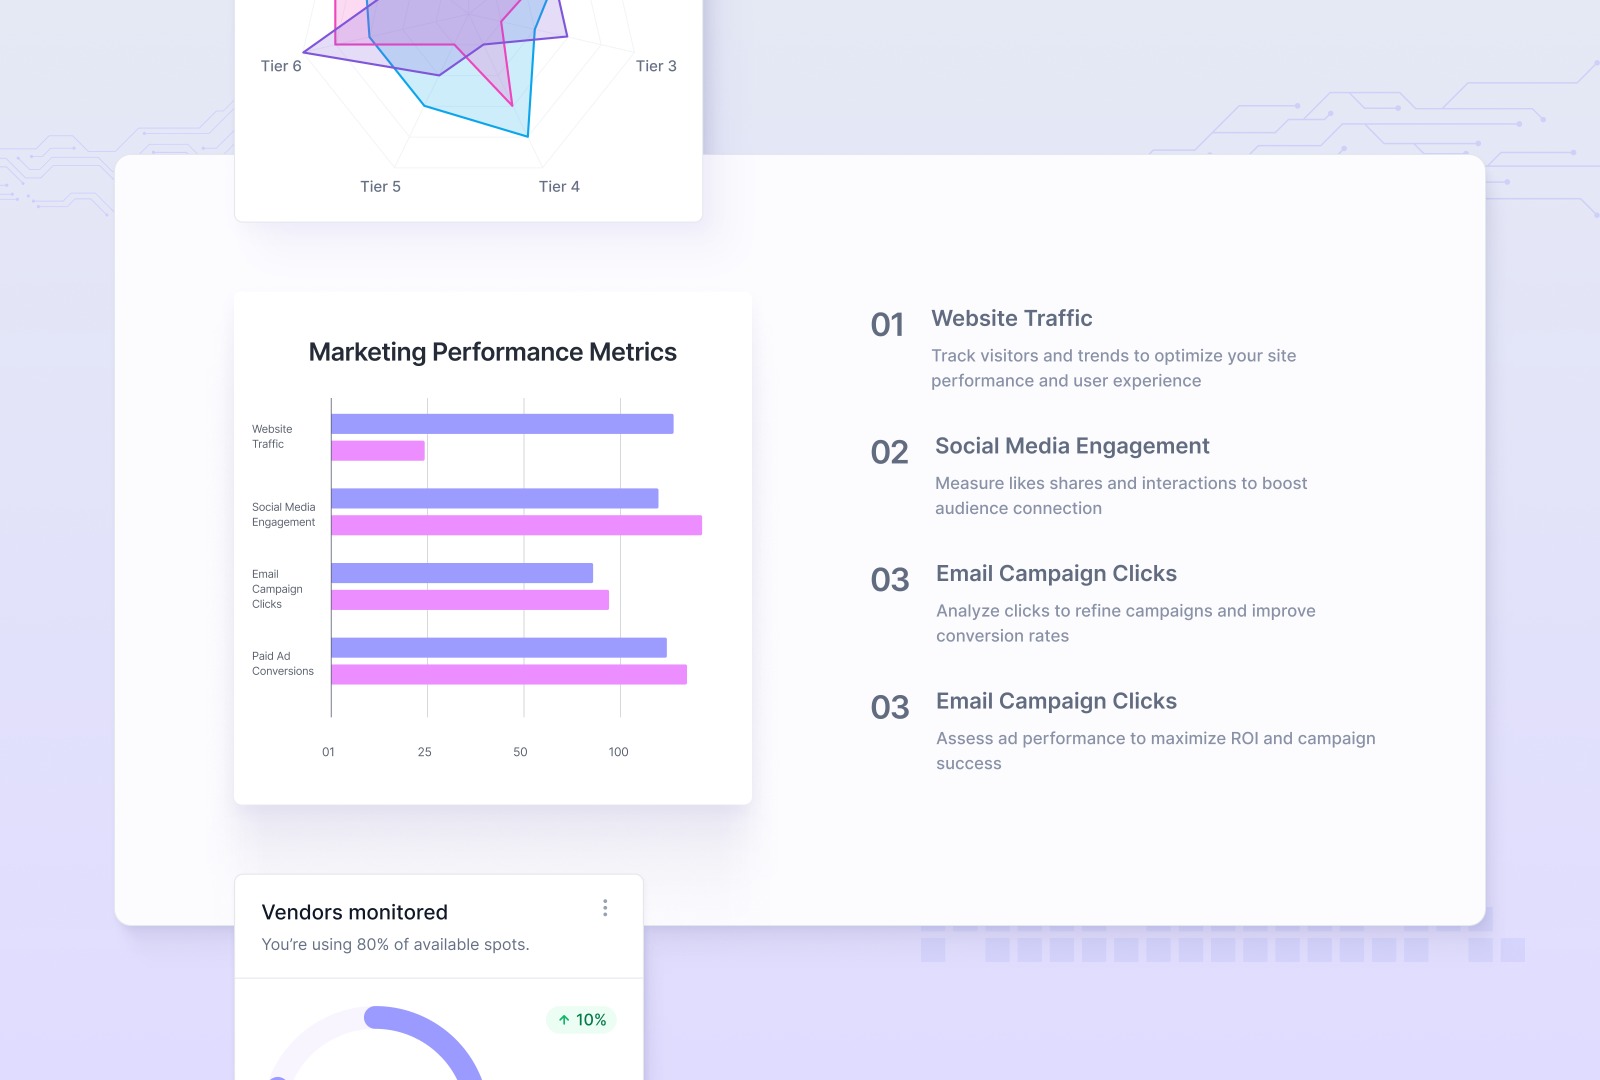 Tier 6
Tier 3
Tier 5
Tier 4
Marketing Performance Metrics
Website
Traffic
Social Media
Engagement
Email
Campaign
Clicks
Paid Ad
Conversions
01
25
50
100
01
Website Traffic
Track visitors and trends to optimize your site
performance and user experience
02
Social Media Engagement
Measure likes shares and interactions to boost
audience connection
03
Email Campaign Clicks
Analyze clicks to refine campaigns and improve
conversion rates
03
Email Campaign Clicks
Assess ad performance to maximize ROI and campaign
success
Vendors monitored
You’re using 80% of available spots.
10%